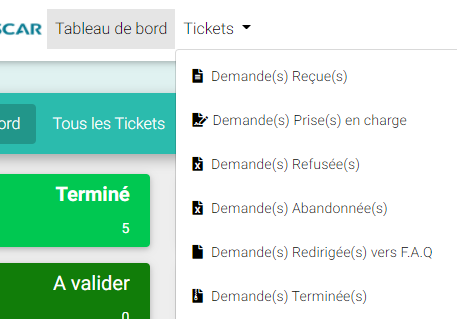 SCAR Tableau de bord Tickets
Demande(s) Reçue(s)
Demande(s) Prise(s) en charge
ord Tous les Tickets
Demande(s) Refusée(s)
Terminé
5
Demande(s) Abandonnée(s)
Demande(s) Redirigée(s) vers F.A.Q
A valider
0
Demande(s) Terminée(s)